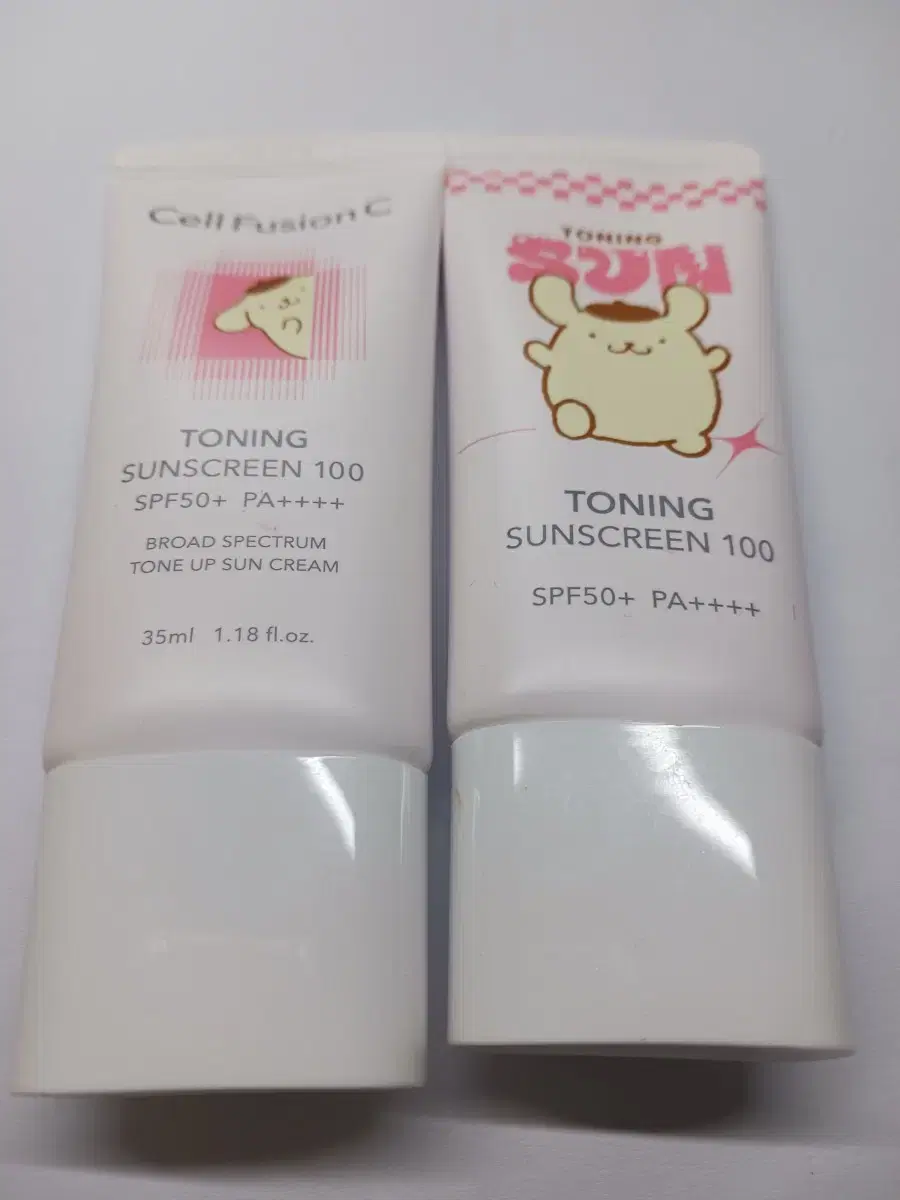 Cell Fusion C
TONING
SUNSCREEN 100
SPF50+ PA++++
BROAD SPECTRUM
TONE UP SUN CREAM
35ml 1.18 fl.oz.
TONING
SUN
TONING
SUNSCREEN 100
SPF50+ PA++++